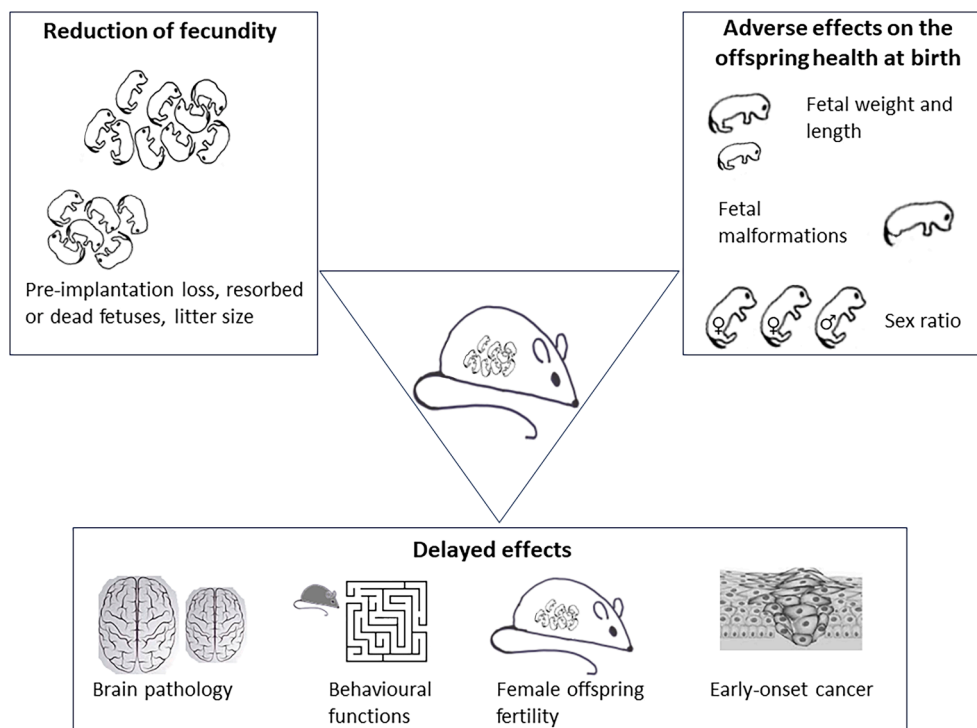 Reduction of fecundity
Pre-implantation loss, resorbed
or dead fetuses, litter size
Adverse effects on the
offspring health at birth
Fetal weight and
length
Fetal
malformations
♀ ♀ ♂ Sex ratio
Delayed effects
Brain pathology
Behavioural
functions
Female offspring
fertility
Early-onset cancer